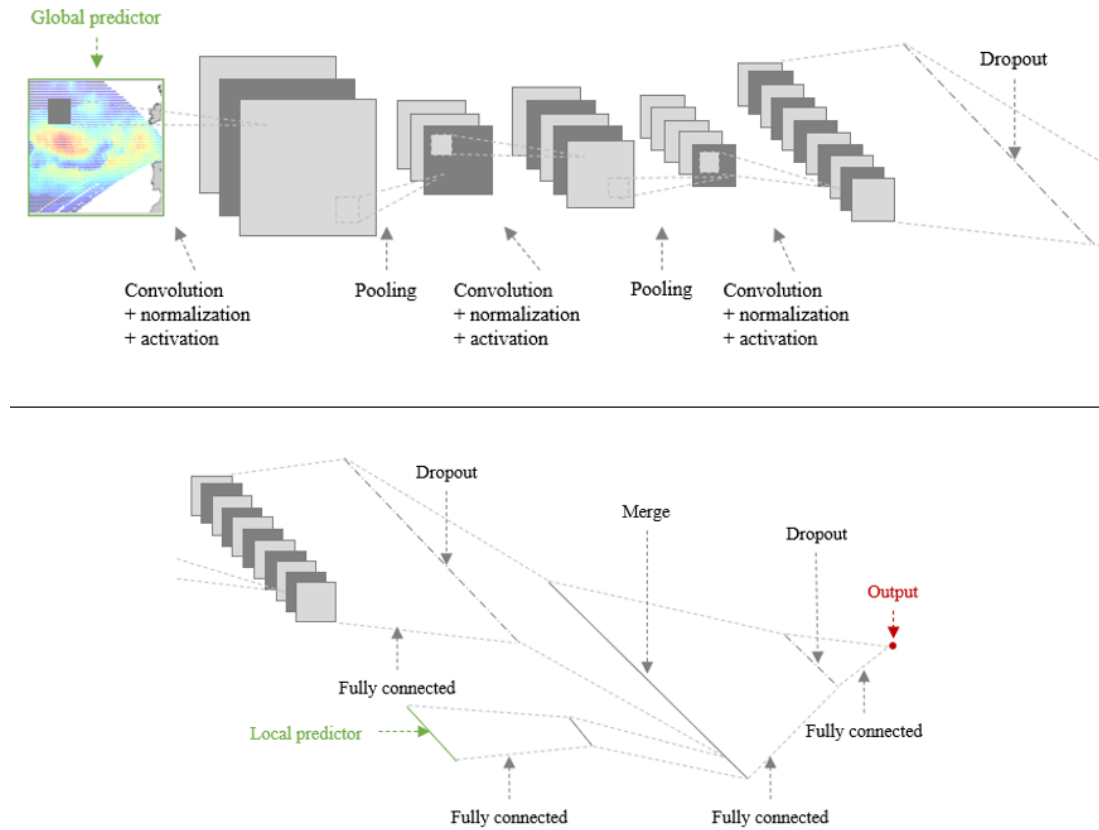 Global predictor
Dropout
Convolution
+ normalization
+ activation
Pooling
Convolution
+ normalization
+ activation
Pooling
Convolution
+ normalization
+ activation
Dropout
Merge
Dropout
Output
Fully connected
Local predictor
Fully connected
Fully connected
Fully connected